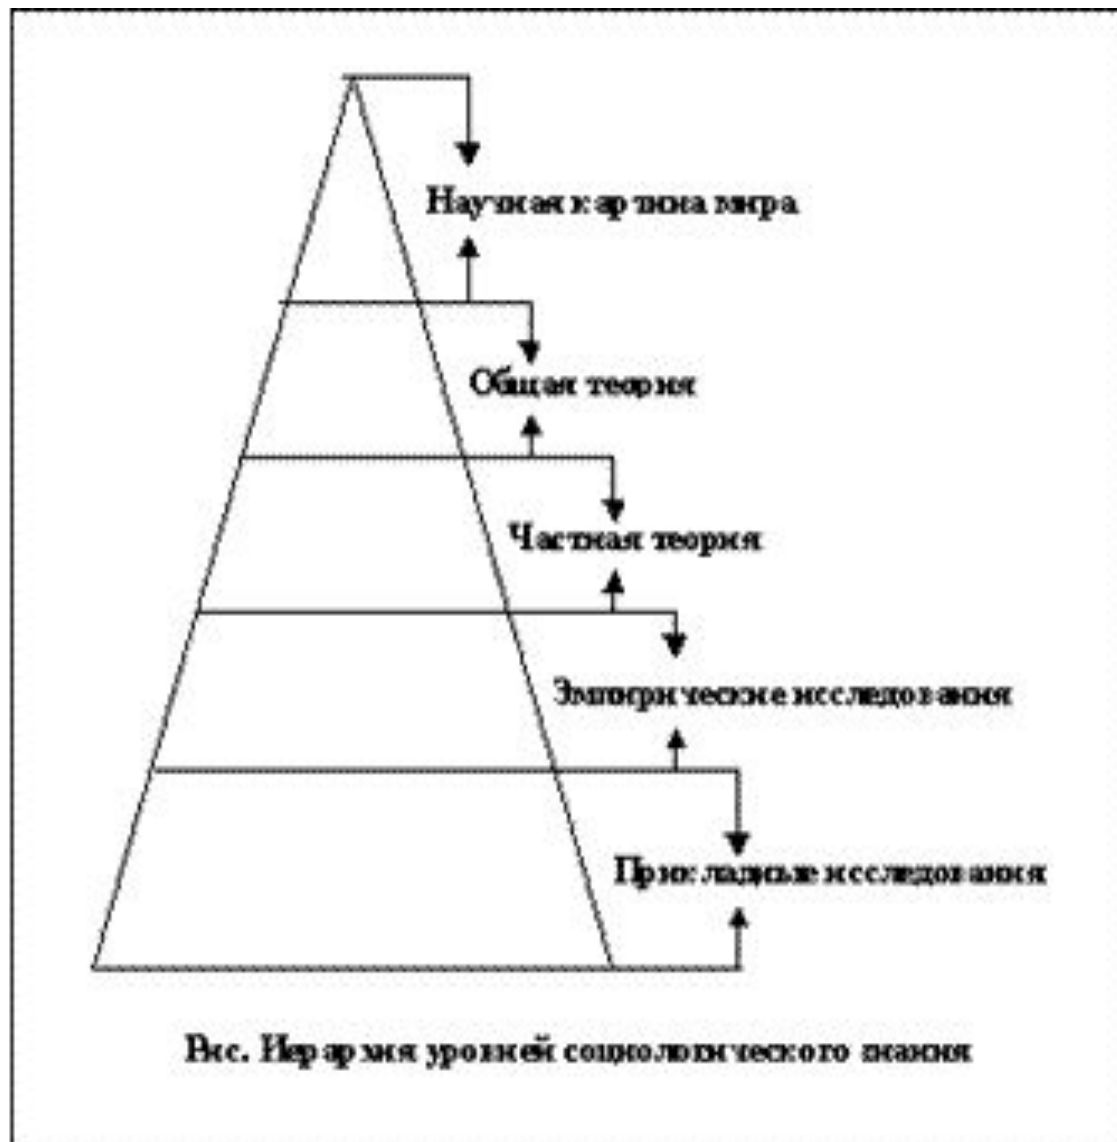 Научная картина мира
Общая теория
Частная теория
Эмпирические исследования
Прикладные исследования
Рис. Иерархия уровней социологического знания